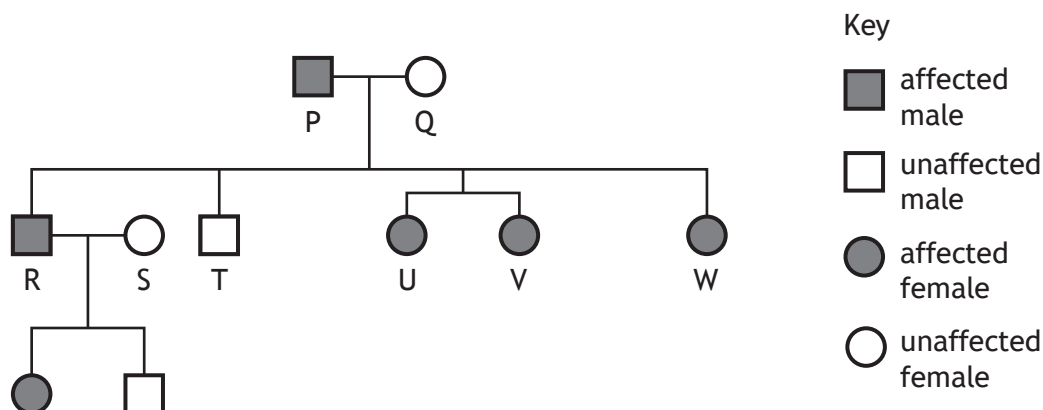 Key
affected
male
unaffected
male
affected
female
unaffected
female
P Q
R S T U V W